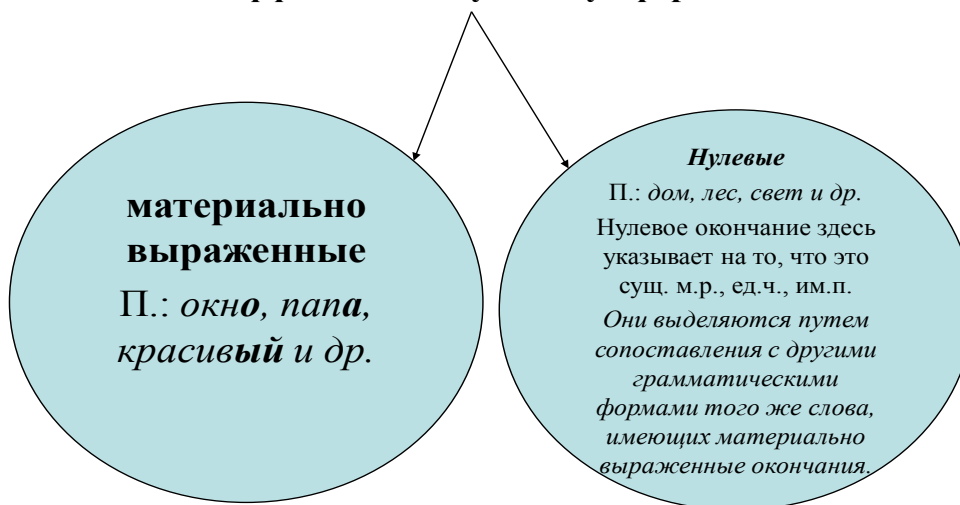 материально
выраженные
П.: окно, папа,
красивый и др.
Нулевые
П.: дом, лес, свет и др.
Нулевое окончание здесь
указывает на то, что это
сущ. м.р., ед.ч., им.п.
Они выделяются путем
сопоставления с другими
грамматическими
формами того же слова,
имеющих материально
выраженные окончания.